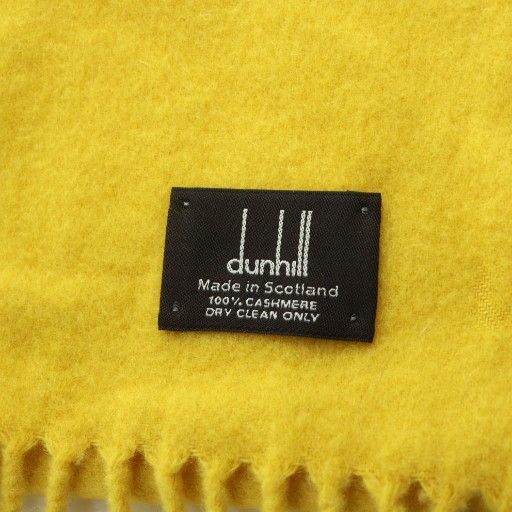 dunhill
Made in Scotland
100% CASHMERE
DRY CLEAN ONLY